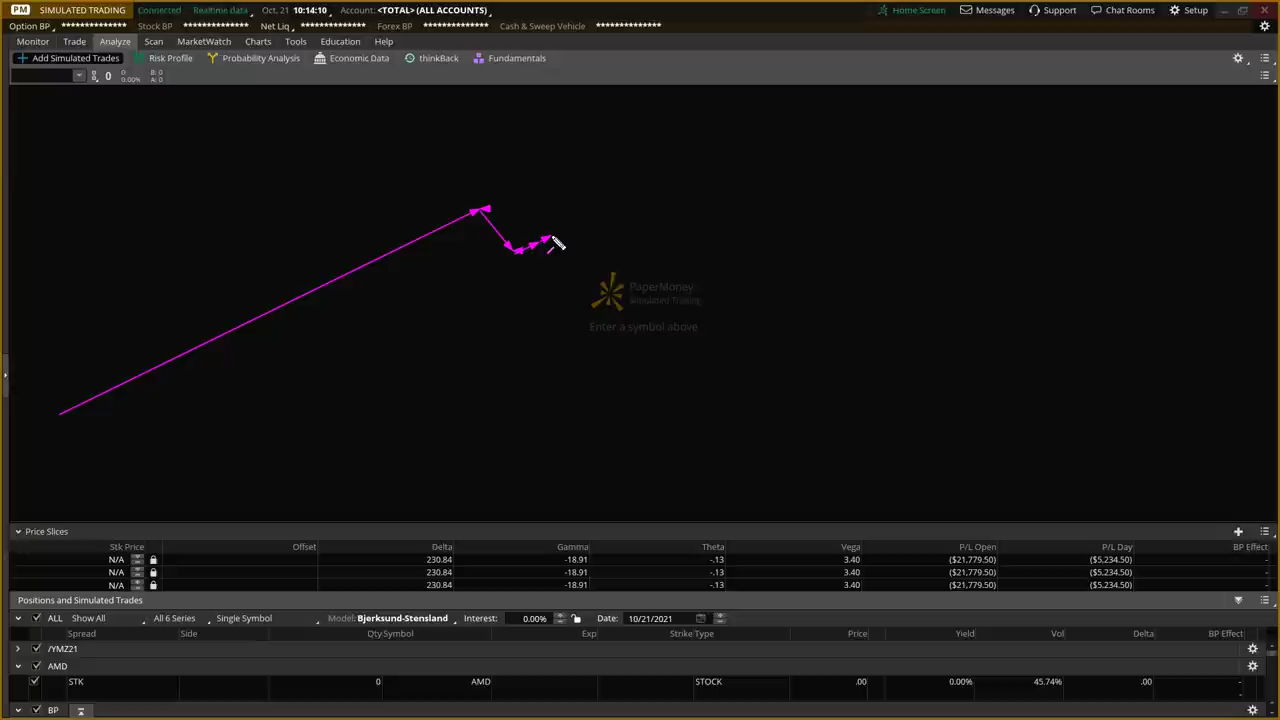 PM SIMULATED TRADING Connected Realtime data Oct. 21 10:14:10 Account: <TOTAL> (ALL ACCOUNTS) Home Screen Messages Support Chat Rooms Setup
Option BP ************** Stock BP ************** Net Liq ************** Forex BP ************** Cash & Sweep Vehicle **************
Monitor Trade Analyze Scan MarketWatch Charts Tools Education Help
Add Simulated Trades Risk Profile Probability Analysis Economic Data thinkBack Fundamentals
0 0 B: 0
0.00% A: 0
PaperMoney
Simulated Trading
Enter a symbol above
Price Slices
Stk Price Offset Delta Gamma Theta Vega P/L Open P/L Day BP Effect
N/A 230.84 -18.91 -.13 3.40 ($21,779.50) ($5,234.50) -
N/A 230.84 -18.91 -.13 3.40 ($21,779.50) ($5,234.50) -
N/A 230.84 -18.91 -.13 3.40 ($21,779.50) ($5,234.50) -
Positions and Simulated Trades
ALL Show All All 6 Series Single Symbol Model: Bjerksund-Stensland Interest: 0.00% Date: 10/21/2021
Spread Side Qty Symbol Exp Strike Type Price Yield Vol Delta BP Effect
/YMZ21
AMD
STK 0 AMD STOCK .00 0.00% 45.74% .00 -
-
BP